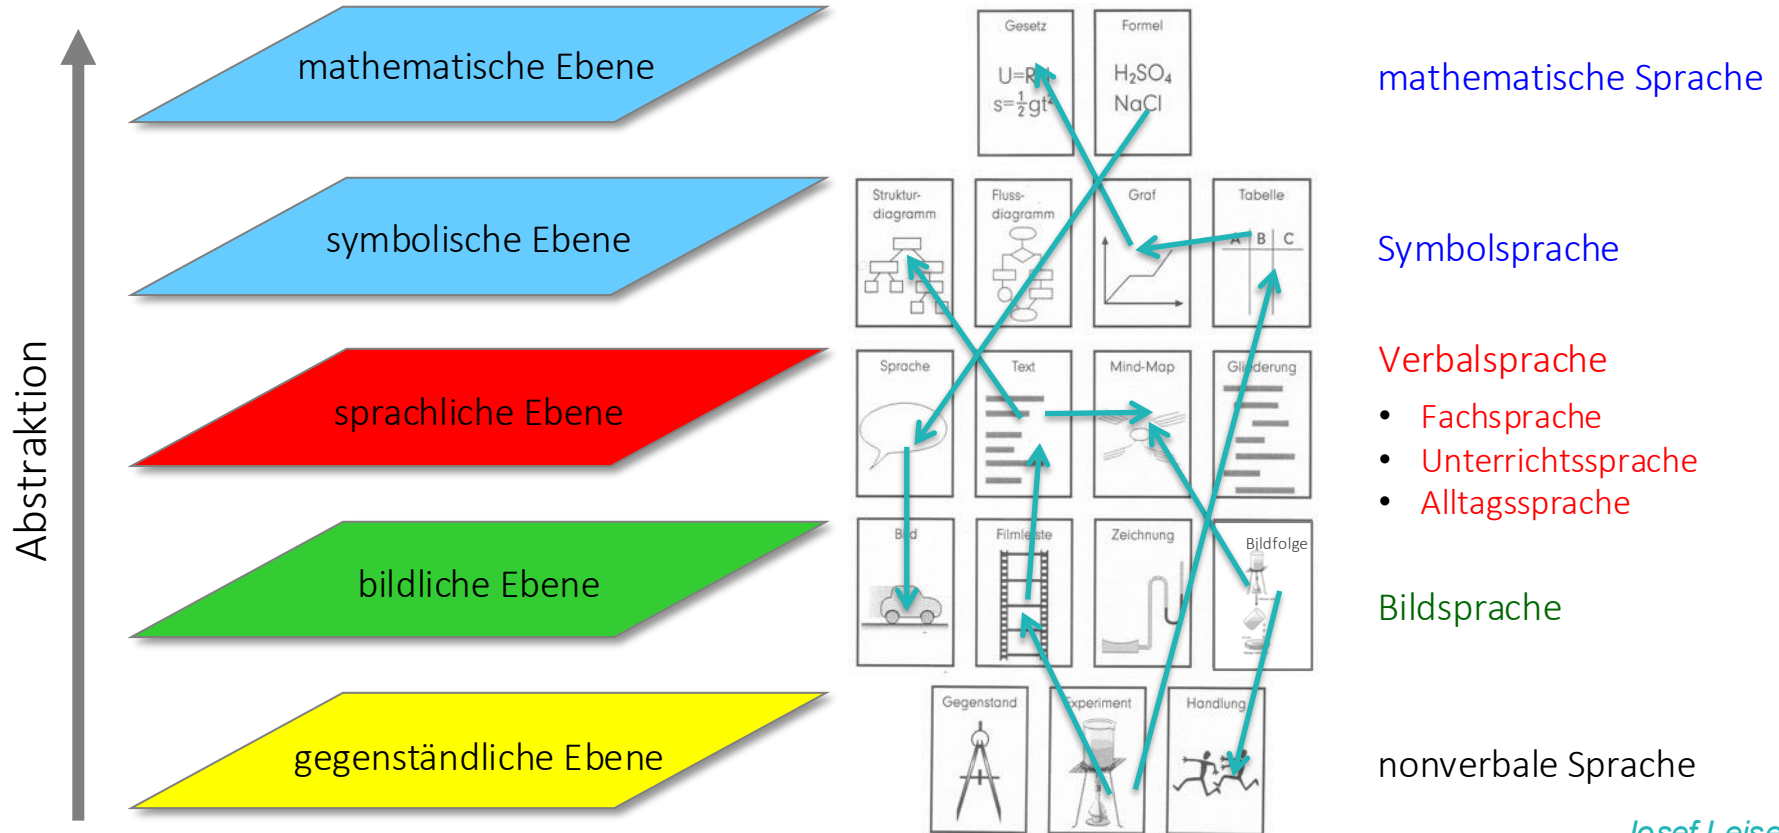 mathematische Ebene
Gesetz
U=R
s=½gt²
Formel
H₂SO₄
NaCl
mathematische Sprache
symbolische Ebene
Struktur-
diagramm
Fluss-
diagramm
Graf
Tabelle
A B C
Symbolsprache
Abstraktion
sprachliche Ebene
Sprache
Text
Mind-Map
Gliederung
Verbalsprache
• Fachsprache
• Unterrichtssprache
• Alltagssprache
bildliche Ebene
Bild
Filmleiste
Zeichnung
Bildfolge
Bildsprache
gegenständliche Ebene
Gegenstand
Experiment
Handlung
nonverbale Sprache
Josef Leise